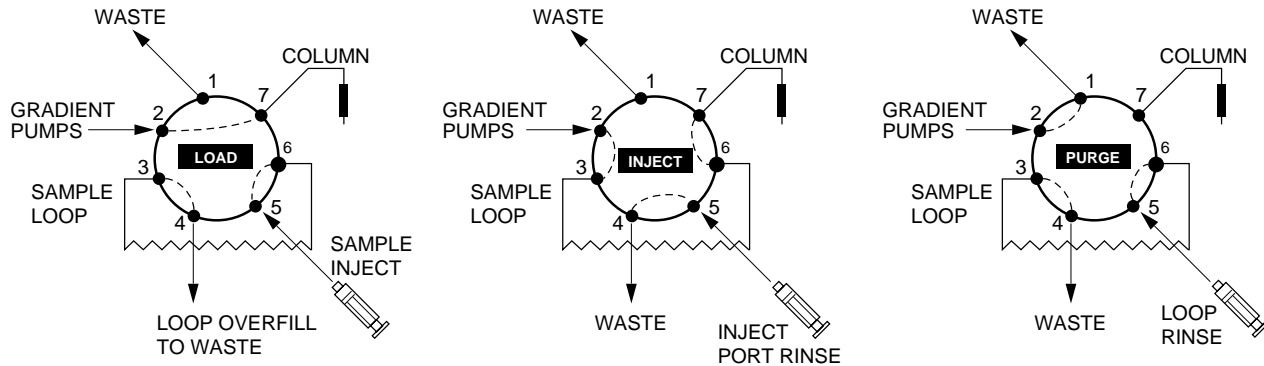 WASTE
COLUMN
1
7
GRADIENT
PUMPS
2
6
LOAD
3
SAMPLE
LOOP
4
5
SAMPLE
INJECT
LOOP OVERFILL
TO WASTE
WASTE
COLUMN
1
7
GRADIENT
PUMPS
2
6
INJECT
3
SAMPLE
LOOP
4
5
WASTE
INJECT
PORT RINSE
WASTE
COLUMN
1
7
GRADIENT
PUMPS
2
6
PURGE
3
SAMPLE
LOOP
4
5
WASTE
LOOP
RINSE